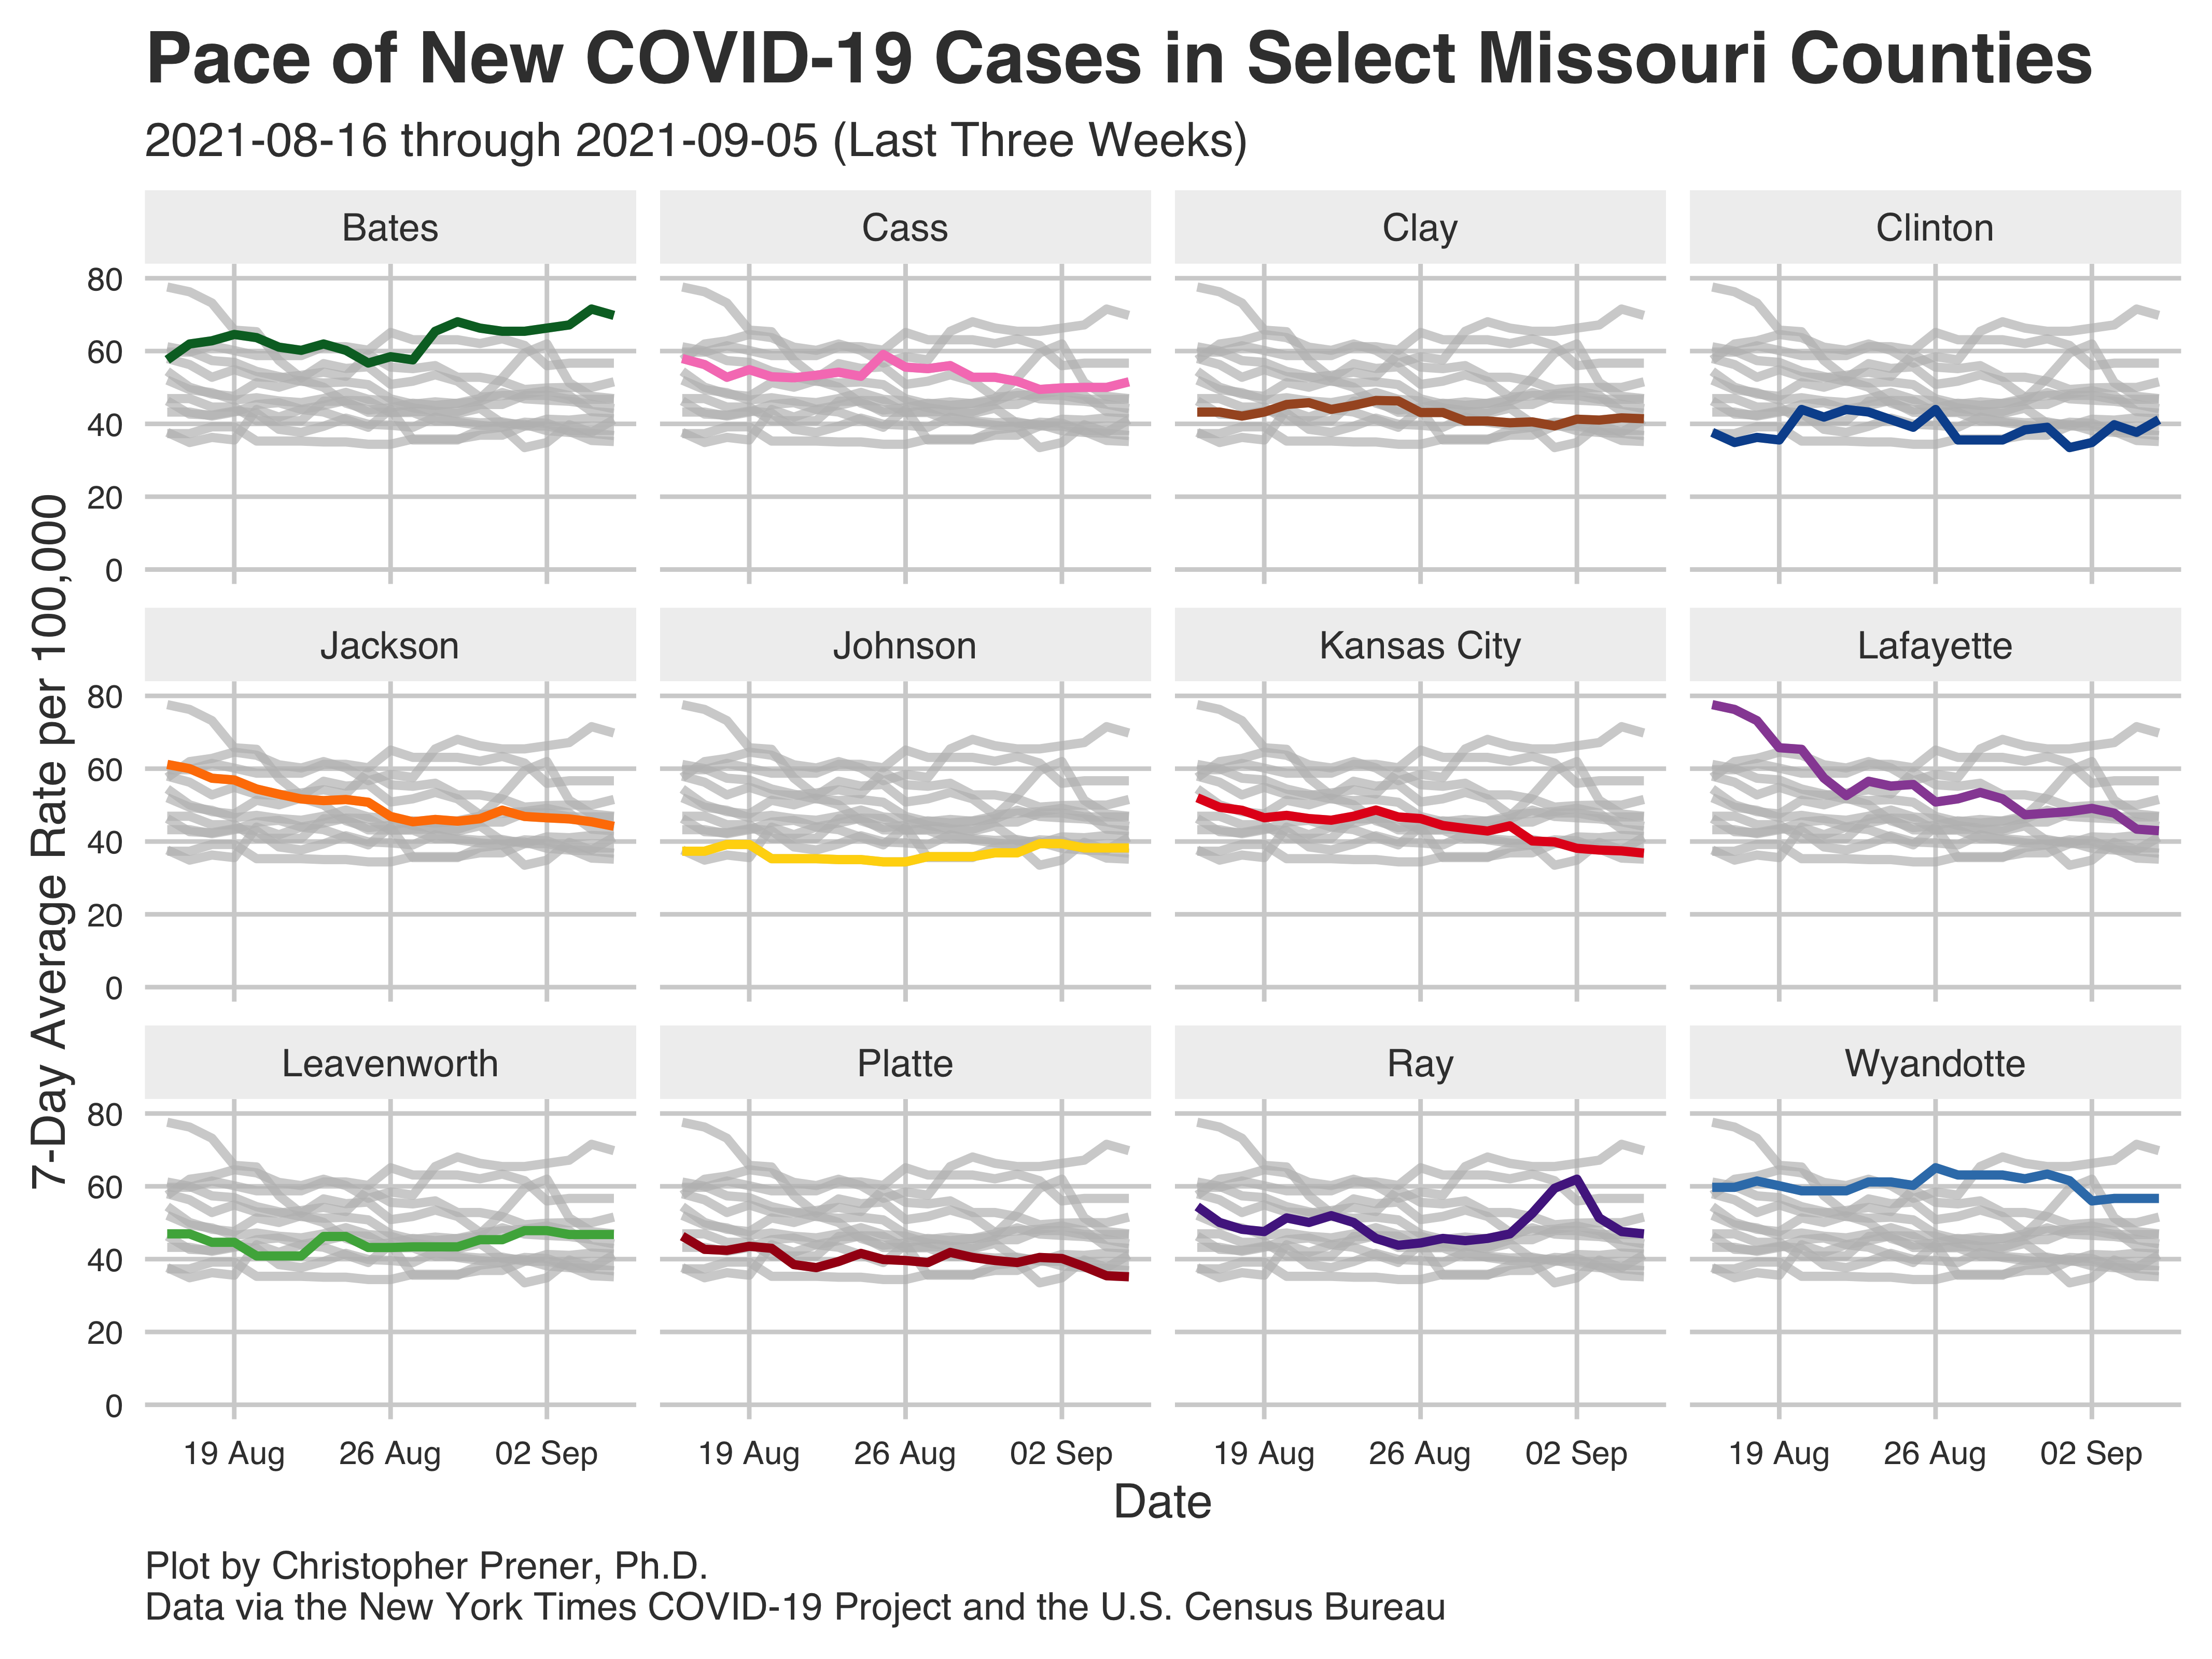 Pace of New COVID-19 Cases in Select Missouri Counties
2021-08-16 through 2021-09-05 (Last Three Weeks)
7-Day Average Rate per 100,000
Bates
Cass
Clay
Clinton
80
60
40
20
0
Jackson
Johnson
Kansas City
Lafayette
80
60
40
20
0
Leavenworth
Platte
Ray
Wyandotte
80
60
40
20
0
19 Aug 26 Aug 02 Sep
19 Aug 26 Aug 02 Sep
19 Aug 26 Aug 02 Sep
19 Aug 26 Aug 02 Sep
Date
Plot by Christopher Prener, Ph.D.
Data via the New York Times COVID-19 Project and the U.S. Census Bureau